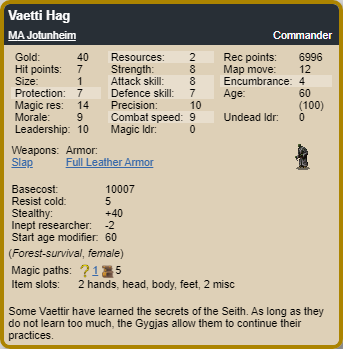 Vaetti Hag
MA Jotunheim Commander
Gold: 40 Resources: 2 Rec points: 6996
Hit points: 7 Strength: 8 Map move: 12
Size: 1 Attack skill: 8 Encumbrance: 4
Protection: 7 Defence skill: 7 Age: 60
Magic res: 14 Precision: 10 (100)
Morale: 9 Combat speed: 9 Undead ldr: 0
Leadership: 10 Magic ldr: 0
Weapons: Armor:
Slap Full Leather Armor
Basecost: 10007
Resist cold: 5
Stealthy: +40
Inept researcher: -2
Start age modifier: 60
(Forest-survival, female)
Magic paths: ? 1 5
Item slots: 2 hands, head, body, feet, 2 misc
Some Vaettir have learned the secrets of the Seith. As long as they
do not learn too much, the Gygjas allow them to continue their
practices.